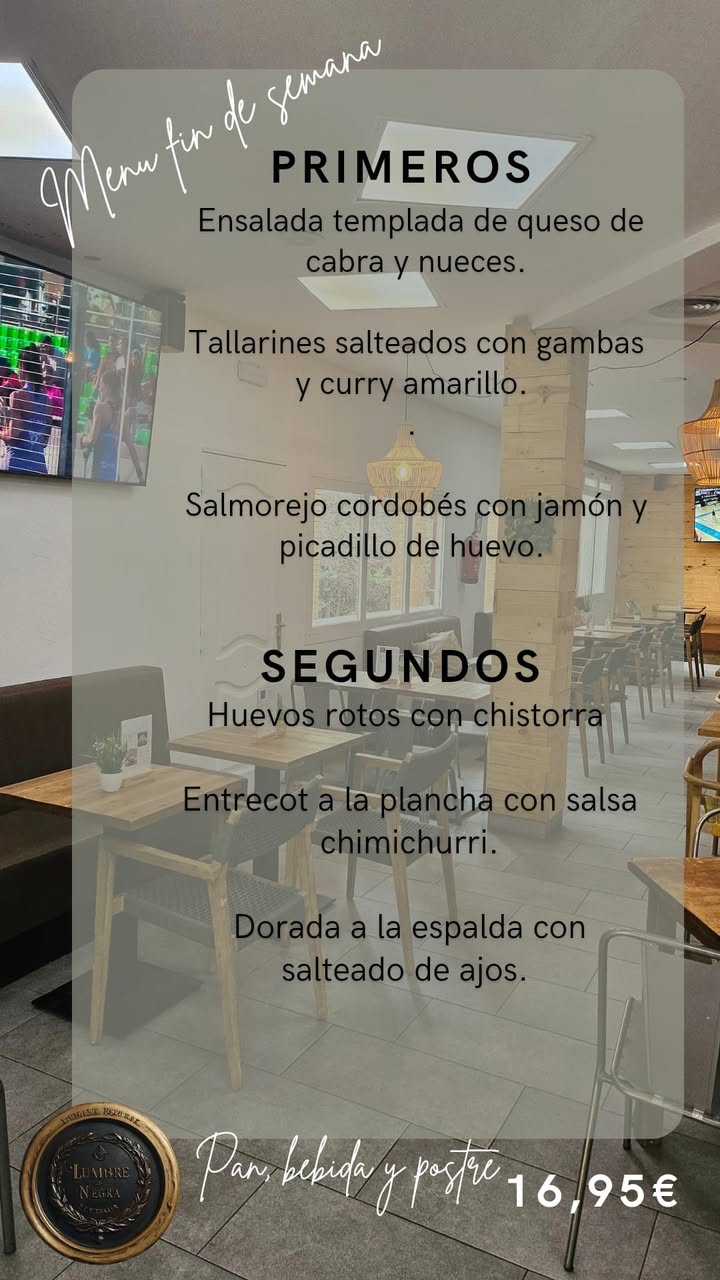 Menu fin de semana
PRIMEROS
Ensalada templada de queso de
cabra y nueces.
Tallarines salteados con gambas
y curry amarillo.
.
Salmorejo cordobés con jamón y
picadillo de huevo.
SEGUNDOS
Huevos rotos con chistorra
Entrecot a la plancha con salsa
chimichurri.
Dorada a la espalda con
salteado de ajos.
Pan, bebida y postre
16,95€
LUMBRE
NEGRA